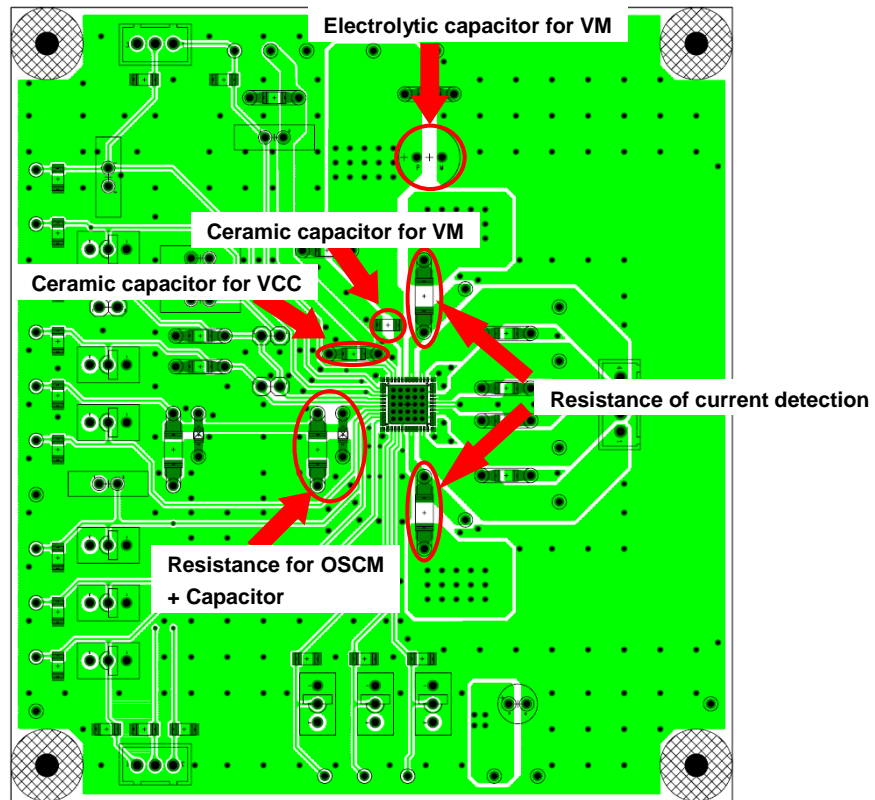 Electrolytic capacitor for VM
Ceramic capacitor for VM
Ceramic capacitor for VCC
Resistance of current detection
Resistance for OSCM
+ Capacitor